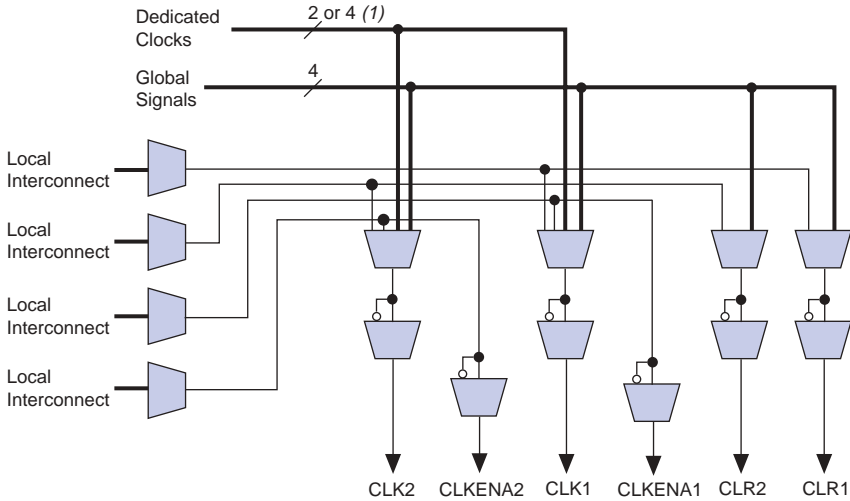 Dedicated
Clocks
2 or 4 (1)
Global
Signals
4
Local
Interconnect
Local
Interconnect
Local
Interconnect
Local
Interconnect
CLK2
CLKENA2
CLK1
CLKENA1
CLR2
CLR1